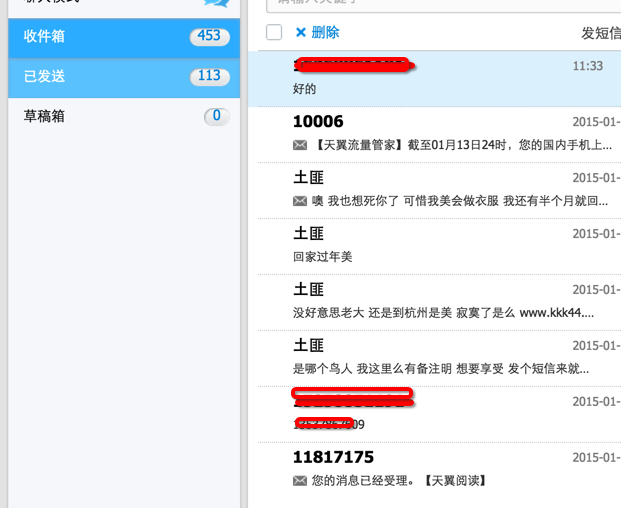 收件箱 453
已发送 113
草稿箱 0
删除
发短信
11:33
好的
10006 2015-01-
【天翼流量管家】截至01月13日24时，您的国内手机上...
土匪 2015-01-
噢 我也想死你了 可惜我美会做衣服 我还有半个月就回...
土匪 2015-01-
回家过年美
土匪 2015-01-
没好意思老大 还是到杭州是美 寂寞了是么 www.kkk44....
土匪 2015-01-
是哪个鸟人 我这里么有备注明 想要享受 发个短信来就...
2015-01-
11817175 2015-01-
您的消息已经受理。【天翼阅读】